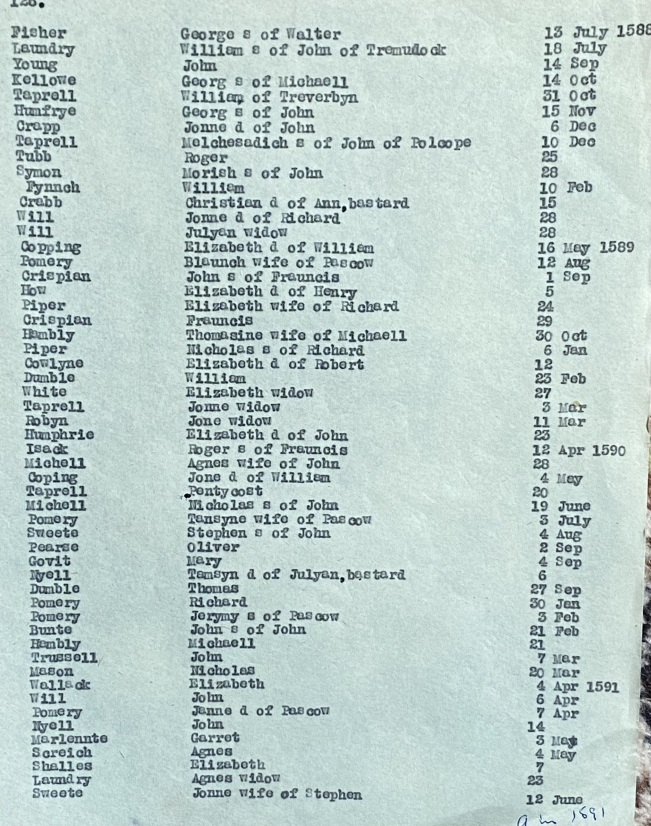 128.
Fisher George s of Walter 13 July 1588
Laundry William s of John of Tremudock 18 July
Young John 14 Sep
Kellowe Georg s of Michaell 14 Oct
Taprell William of Treverbyn 31 Oct
Humfrye Georg s of John 15 Nov
Crapp Jonne d of John 6 Dec
Taprell Melchesadich s of John of Polcope 10 Dec
Tubb Roger 25
Symon Morish s of John 28
Fynnch William 10 Feb
Crabb Christian d of Ann,bastard 15
Will Jonne d of Richard 28
Will Julyan widow 28
Copping Elizabeth d of William 16 May 1589
Pomery Blaunch wife of Pascow 12 Aug
Crispian John s of Frauncis 1 Sep
How Elizabeth d of Henry 5
Piper Elizabeth wife of Richard 24
Crispian Frauncis 29
Hambly Thomasine wife of Michaell 30 Oct
Piper Nicholas s of Richard 6 Jan
Cowlyne Elizabeth d of Robert 12
Dumble William 23 Feb
White Elizabeth widow 27
Taprell Jonne widow 3 Mar
Robyn Jone widow 11 Mar
Humphrie Elizabeth d of John 23
Isack Roger s of Frauncis 12 Apr 1590
Michell Agnes wife of John 28
Coping Jone d of William 4 May
Taprell Pentycost 20
Michell Nicholas s of John 19 June
Pomery Tansyne wife of Pascow 3 July
Sweete Stephen s of John 4 Aug
Pearse Oliver 2 Sep
Govit Mary 4 Sep
Nyell Tamsyn d of Julyan,bastard 6
Dumble Thomas 27 Sep
Pomery Richard 30 Jan
Pomery Jerymy s of Pascow 3 Feb
Bunte John s of John 21 Feb
Hambly Michaell 21
Trussell John 7 Mar
Mason Nicholas 20 Mar
Wallack Elizabeth 4 Apr 1591
Will John 6 Apr
Pomery Janne d of Pascow 7 Apr
Nyell John 14
Marlennte Garret 3 May
Screich Agnes 4 May
Shalles Elizabeth 7
Laundry Agnes widow 23
Sweete Jonne wife of Stephen 12 June